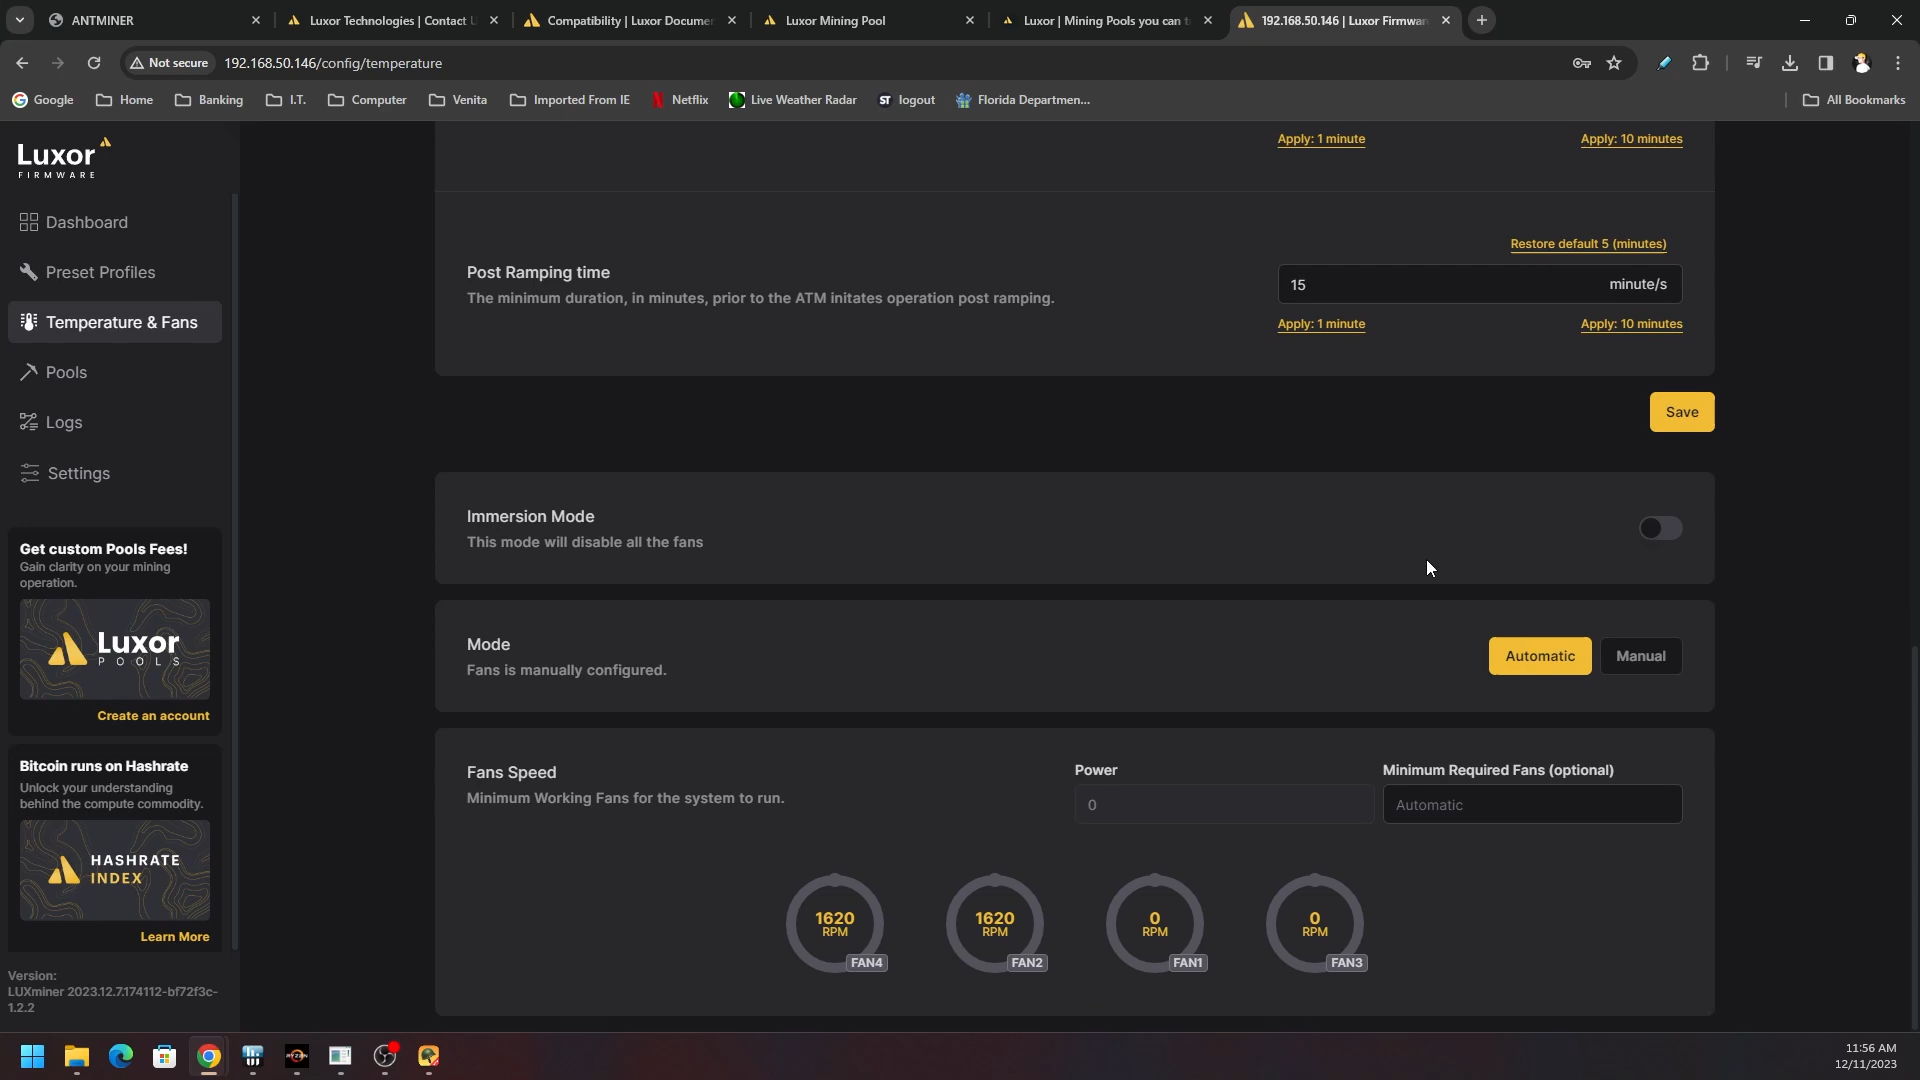 ANTMINER
Luxor Technologies | Contact U
Compatibility | Luxor Documen
Luxor Mining Pool
Luxor | Mining Pools you can t
192.168.50.146 | Luxor Firmwar
Not secure
192.168.50.146/config/temperature
Google
Home
Banking
I.T.
Computer
Venita
Imported From IE
Netflix
Live Weather Radar
ST logout
Florida Departmen...
All Bookmarks
Luxor
FIRMWARE
Dashboard
Preset Profiles
Temperature & Fans
Pools
Logs
Settings
Get custom Pools Fees!
Gain clarity on your mining
operation.
Luxor
POOLS
Create an account
Bitcoin runs on Hashrate
Unlock your understanding
behind the compute commodity.
HASHRATE
INDEX
Learn More
Version:
LUXminer 2023.12.7.174112-bf72f3c-
1.2.2
Apply: 1 minute
Apply: 10 minutes
Restore default 5 (minutes)
Post Ramping time
The minimum duration, in minutes, prior to the ATM initates operation post ramping.
15
minute/s
Apply: 1 minute
Apply: 10 minutes
Save
Immersion Mode
This mode will disable all the fans
Mode
Fans is manually configured.
Automatic
Manual
Fans Speed
Minimum Working Fans for the system to run.
Power
0
Minimum Required Fans (optional)
Automatic
1620
RPM
FAN4
1620
RPM
FAN2
0
RPM
FAN1
0
RPM
FAN3
RYZEN
11:56 AM
12/11/2023